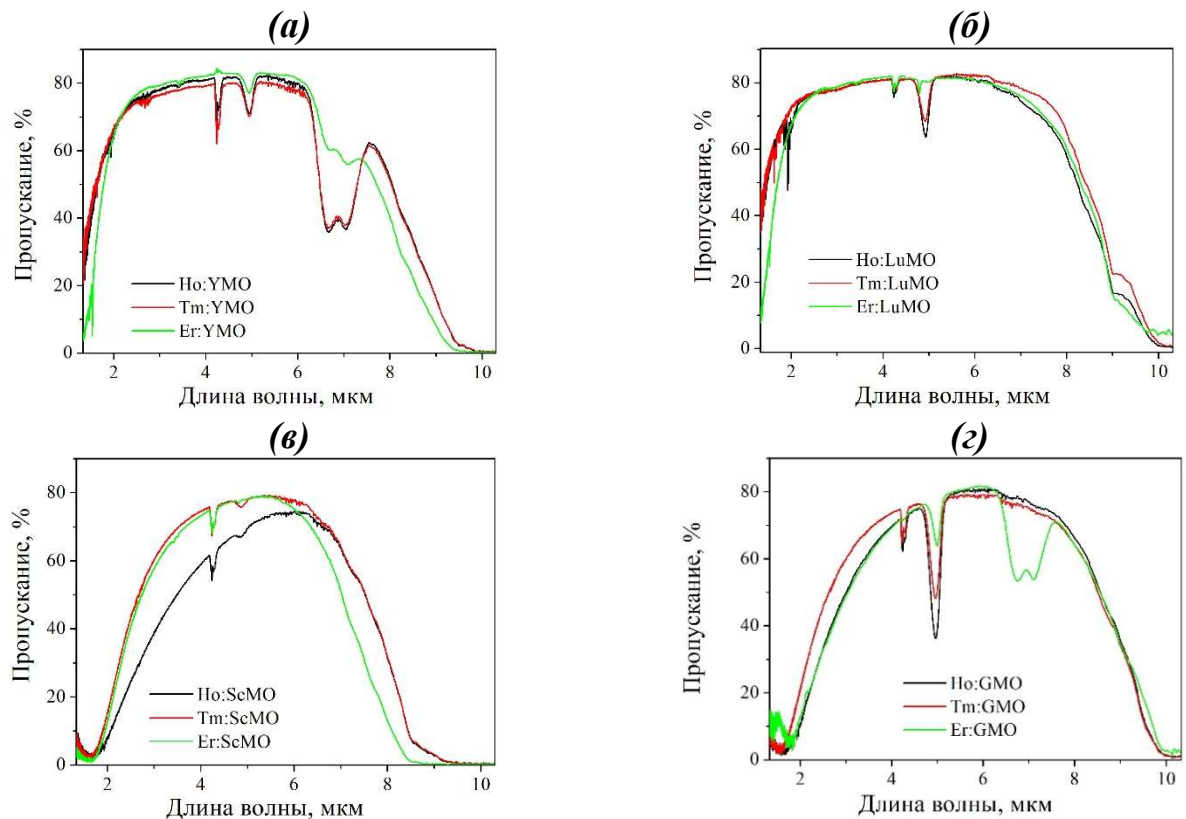 (а)
Пропускание, %
80
60
40
20
0
Ho:YMO
Tm:YMO
Er:YMO
2 4 6 8 10
Длина волны, мкм
(б)
Пропускание, %
80
60
40
20
0
Ho:LuMO
Tm:LuMO
Er:LuMO
2 4 6 8 10
Длина волны, мкм
(в)
Пропускание, %
80
60
40
20
0
Ho:ScMO
Tm:ScMO
Er:ScMO
2 4 6 8 10
Длина волны, мкм
(г)
Пропускание, %
80
60
40
20
0
Ho:GMO
Tm:GMO
Er:GMO
2 4 6 8 10
Длина волны, мкм